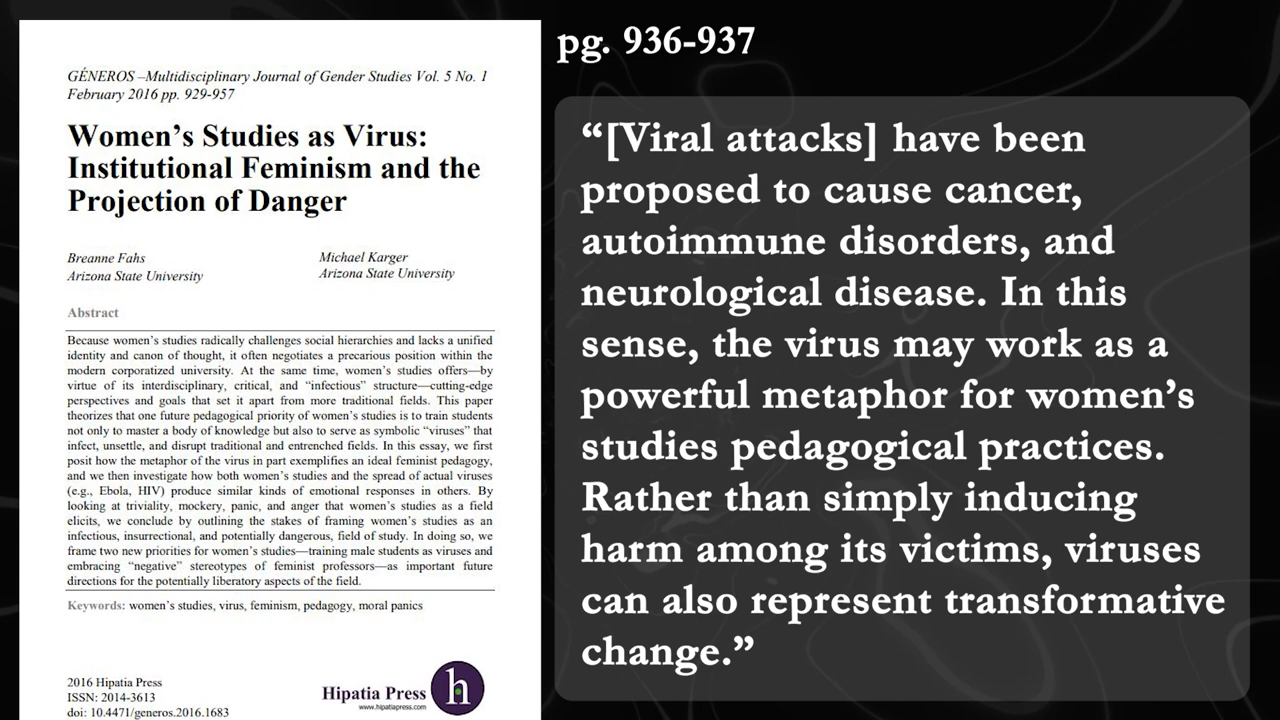 GÉNEROS –Multidisciplinary Journal of Gender Studies Vol. 5 No. 1
February 2016 pp. 929-957
Women’s Studies as Virus:
Institutional Feminism and the
Projection of Danger
Breanne Fahs
Arizona State University
Michael Karger
Arizona State University
Abstract
Because women’s studies radically challenges social hierarchies and lacks a unified
identity and canon of thought, it often negotiates a precarious position within the
modern corporatized university. At the same time, women’s studies offers—by
virtue of its interdisciplinary, critical, and “infectious” structure—cutting-edge
perspectives and goals that set it apart from more traditional fields. This paper
theorizes that one future pedagogical priority of women’s studies is to train students
not only to master a body of knowledge but also to serve as symbolic “viruses” that
infect, unsettle, and disrupt traditional and entrenched fields. In this essay, we first
posit how the metaphor of the virus in part exemplifies an ideal feminist pedagogy,
and we then investigate how both women’s studies and the spread of actual viruses
(e.g., Ebola, HIV) produce similar kinds of emotional responses in others. By
looking at triviality, mockery, panic, and anger that women’s studies as a field
elicits, we conclude by outlining the stakes of framing women’s studies as an
infectious, insurrectional, and potentially dangerous, field of study. In doing so, we
frame two new priorities for women’s studies—training male students as viruses and
embracing “negative” stereotypes of feminist professors—as important future
directions for the potentially liberatory aspects of the field.
Keywords: women’s studies, virus, feminism, pedagogy, moral panics
2016 Hipatia Press
ISSN: 2014-3613
doi: 10.4471/generos.2016.1683
Hipatia Press
www.hipatiapress.com
h
pg. 936-937
“[Viral attacks] have been
proposed to cause cancer,
autoimmune disorders, and
neurological disease. In this
sense, the virus may work as a
powerful metaphor for women’s
studies pedagogical practices.
Rather than simply inducing
harm among its victims, viruses
can also represent transformative
change.”